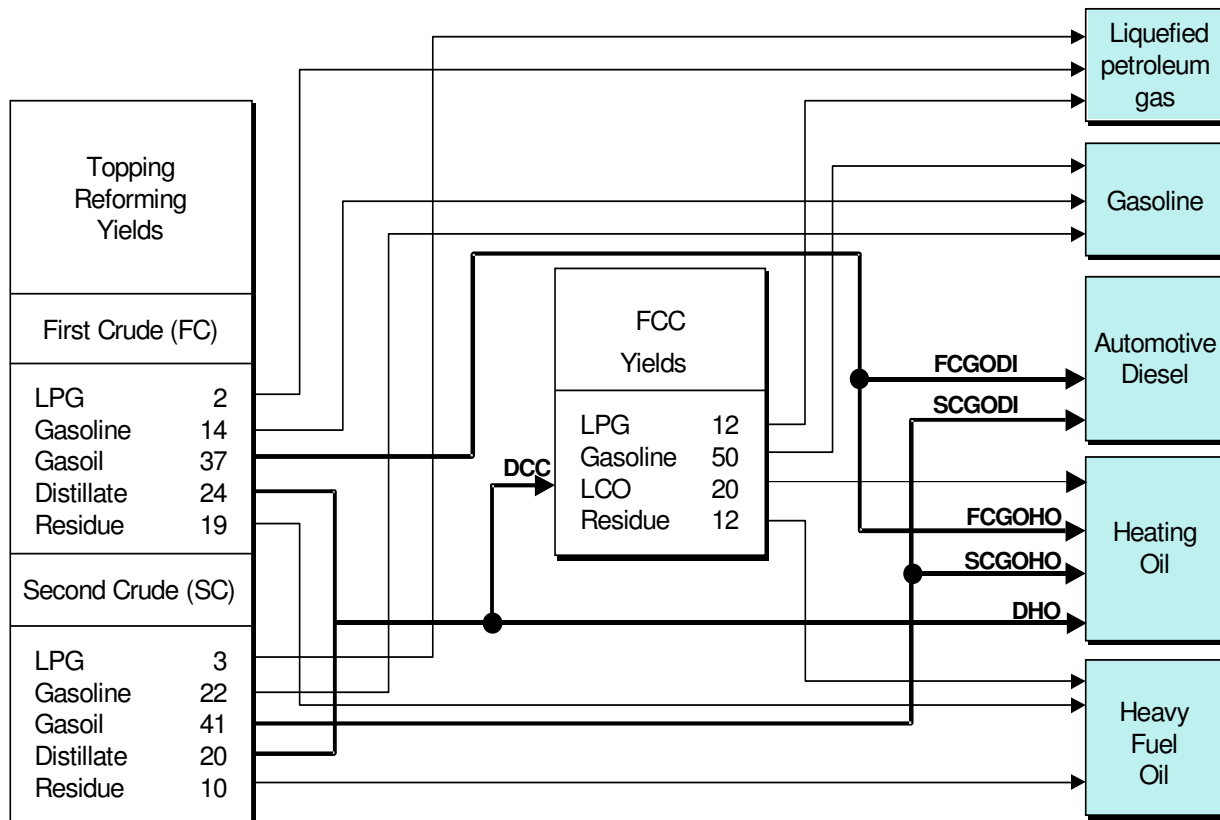 Topping
Reforming
Yields
First Crude (FC)
LPG 2
Gasoline 14
Gasoil 37
Distillate 24
Residue 19
Second Crude (SC)
LPG 3
Gasoline 22
Gasoil 41
Distillate 20
Residue 10
DCC
FCC
Yields
LPG 12
Gasoline 50
LCO 20
Residue 12
FCGODI
SCGODI
FCGOHO
SCGOHO
DHO
Liquefied
petroleum
gas
Gasoline
Automotive
Diesel
Heating
Oil
Heavy
Fuel
Oil